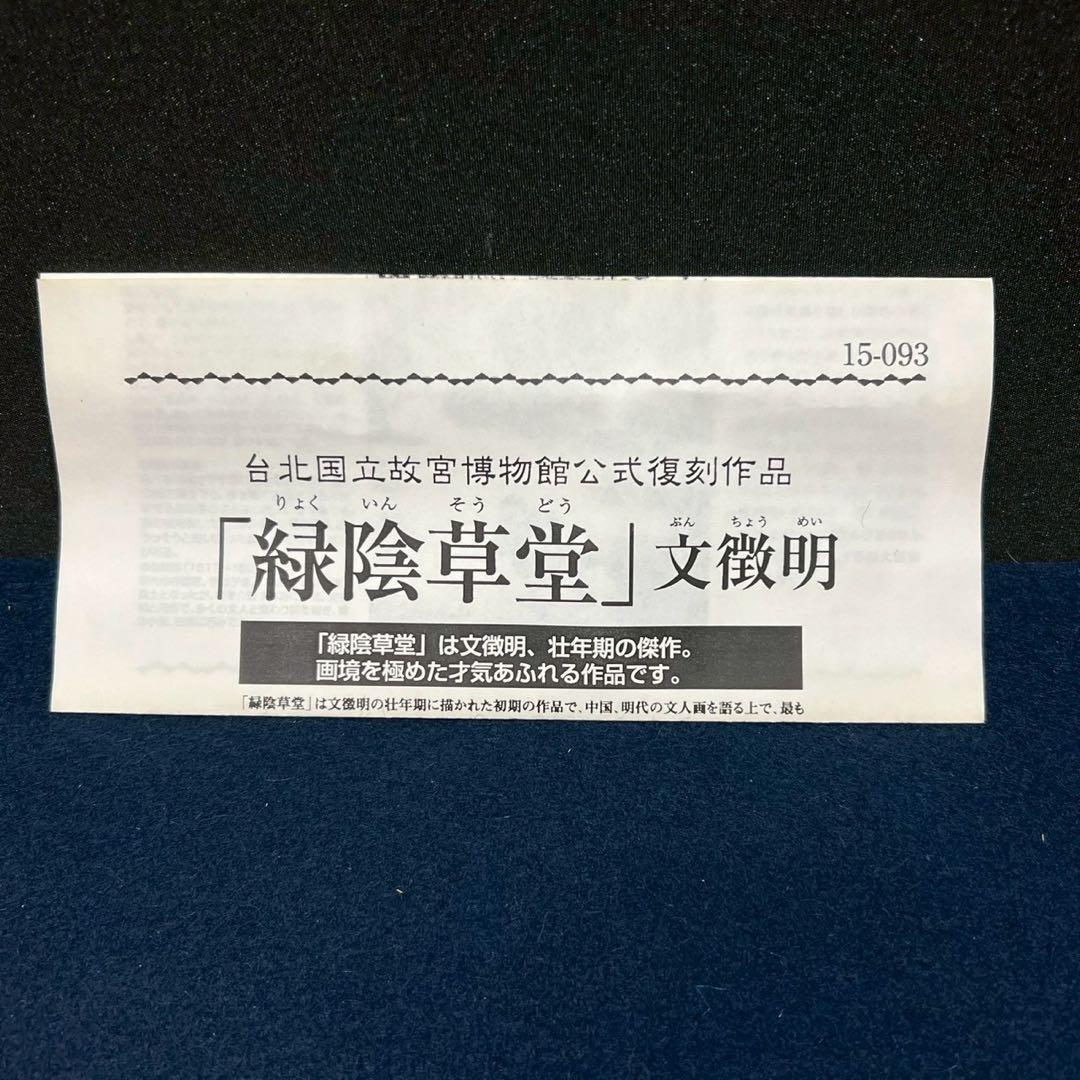 15-093
台北国立故宮博物館公式復刻作品
りょく いん そう どう
「緑陰草堂」
ぶん ちょう めい
文徴明
「緑陰草堂」は文徴明、壮年期の傑作。
画境を極めた才気あふれる作品です。
「緑陰草堂」は文徴明の壮年期に描かれた初期の作品で、中国、明代の文人画を語る上で、最も